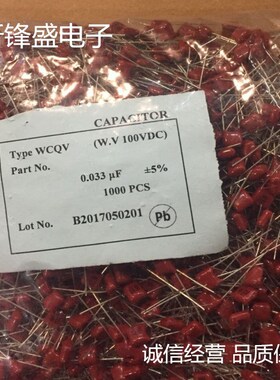 锋盛电子
CAPACITOR
Type WCQV (W.V 100VDC)
Part No.
0.033 μF ±5%
1000 PCS
Lot No. B2017050201
Pb
诚信经营 品质